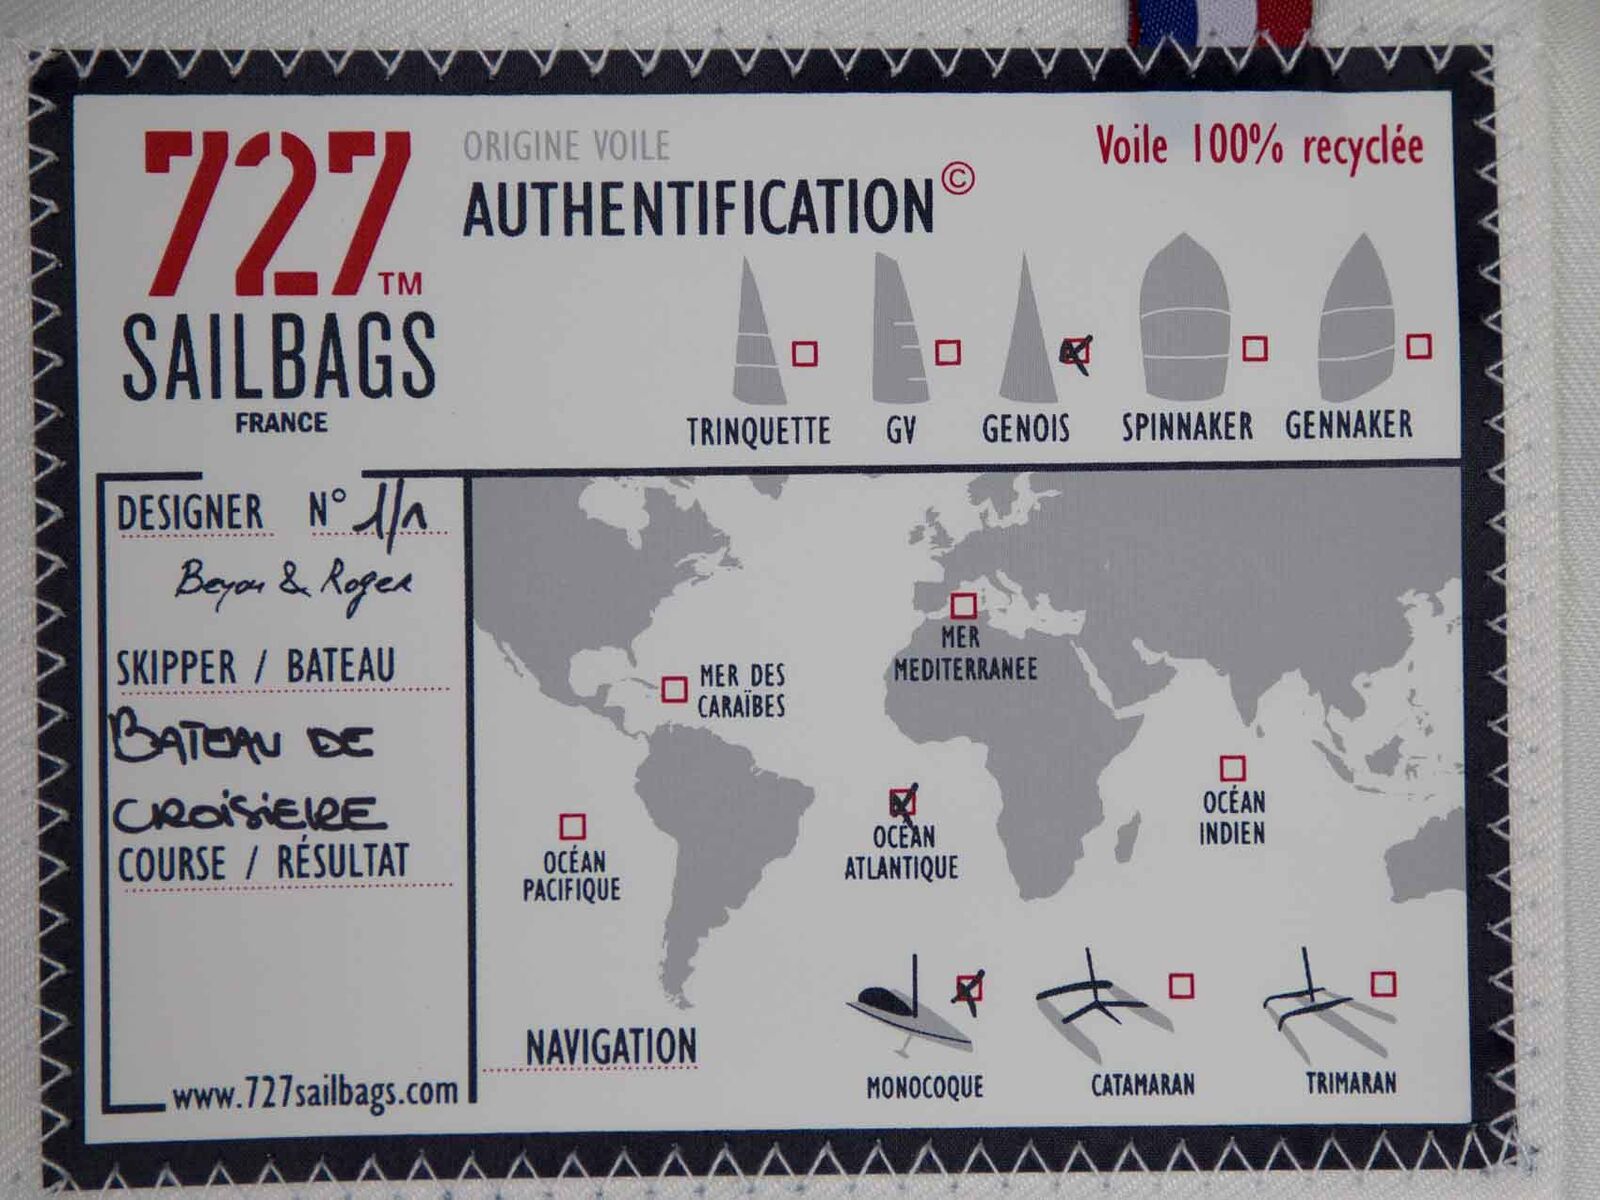 727™
SAILBAGS
FRANCE
ORIGINE VOILE
AUTHENTIFICATION©
Voile 100% recyclée
TRINQUETTE
GV
GENOIS
SPINNAKER
GENNAKER
DESIGNER N° 1/1
& Roger
SKIPPER / BATEAU
BATEAU DE
CROISIERE
COURSE / RÉSULTAT
www.727sailbags.com
MER
MEDITERRANEE
MER DES
CARAÏBES
OCÉAN
PACIFIQUE
OCÉAN
ATLANTIQUE
OCÉAN
INDIEN
NAVIGATION
MONOCOQUE
CATAMARAN
TRIMARAN